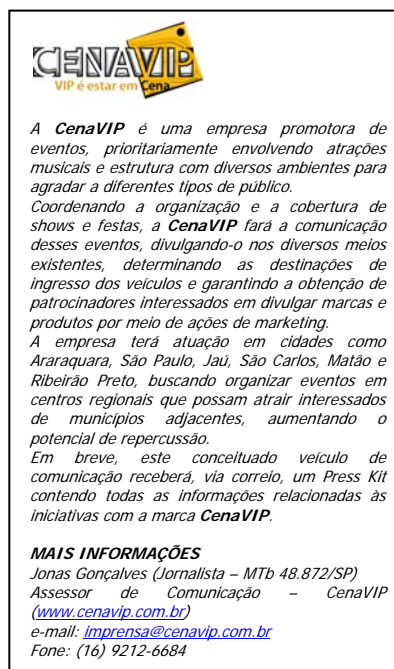 CENAVIP
VIP é estar em Cena
A CenaVIP é uma empresa promotora de
eventos, prioritariamente envolvendo atrações
musicais e estrutura com diversos ambientes para
agradar a diferentes tipos de público.
Coordenando a organização e a cobertura de
shows e festas, a CenaVIP fará a comunicação
desses eventos, divulgando-o nos diversos meios
existentes, determinando as destinações de
ingresso dos veículos e garantindo a obtenção de
patrocinadores interessados em divulgar marcas e
produtos por meio de ações de marketing.
A empresa terá atuação em cidades como
Araraquara, São Paulo, Jaú, São Carlos, Matão e
Ribeirão Preto, buscando organizar eventos em
centros regionais que possam atrair interessados
de municípios adjacentes, aumentando o
potencial de repercussão.
Em breve, este conceituado veículo de
comunicação receberá, via correio, um Press Kit
contendo todas as informações relacionadas às
iniciativas com a marca CenaVIP.
MAIS INFORMAÇÕES
Jonas Gonçalves (Jornalista – MTb 48.872/SP)
Assessor de Comunicação – CenaVIP
(www.cenavip.com.br)
e-mail: imprensa@cenavip.com.br
Fone: (16) 9212-6684